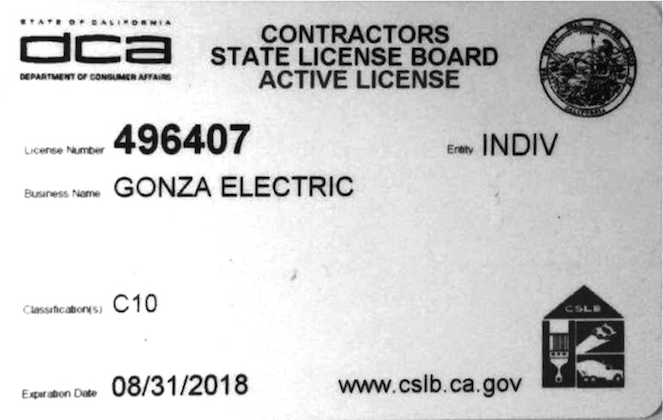 STATE OF CALIFORNIA
dca
DEPARTMENT OF CONSUMER AFFAIRS
CONTRACTORS
STATE LICENSE BOARD
ACTIVE LICENSE
License Number 496407
Entity INDIV
Business Name GONZA ELECTRIC
Classification(s) C10
CSLB
Expiration Date 08/31/2018
www.cslb.ca.gov